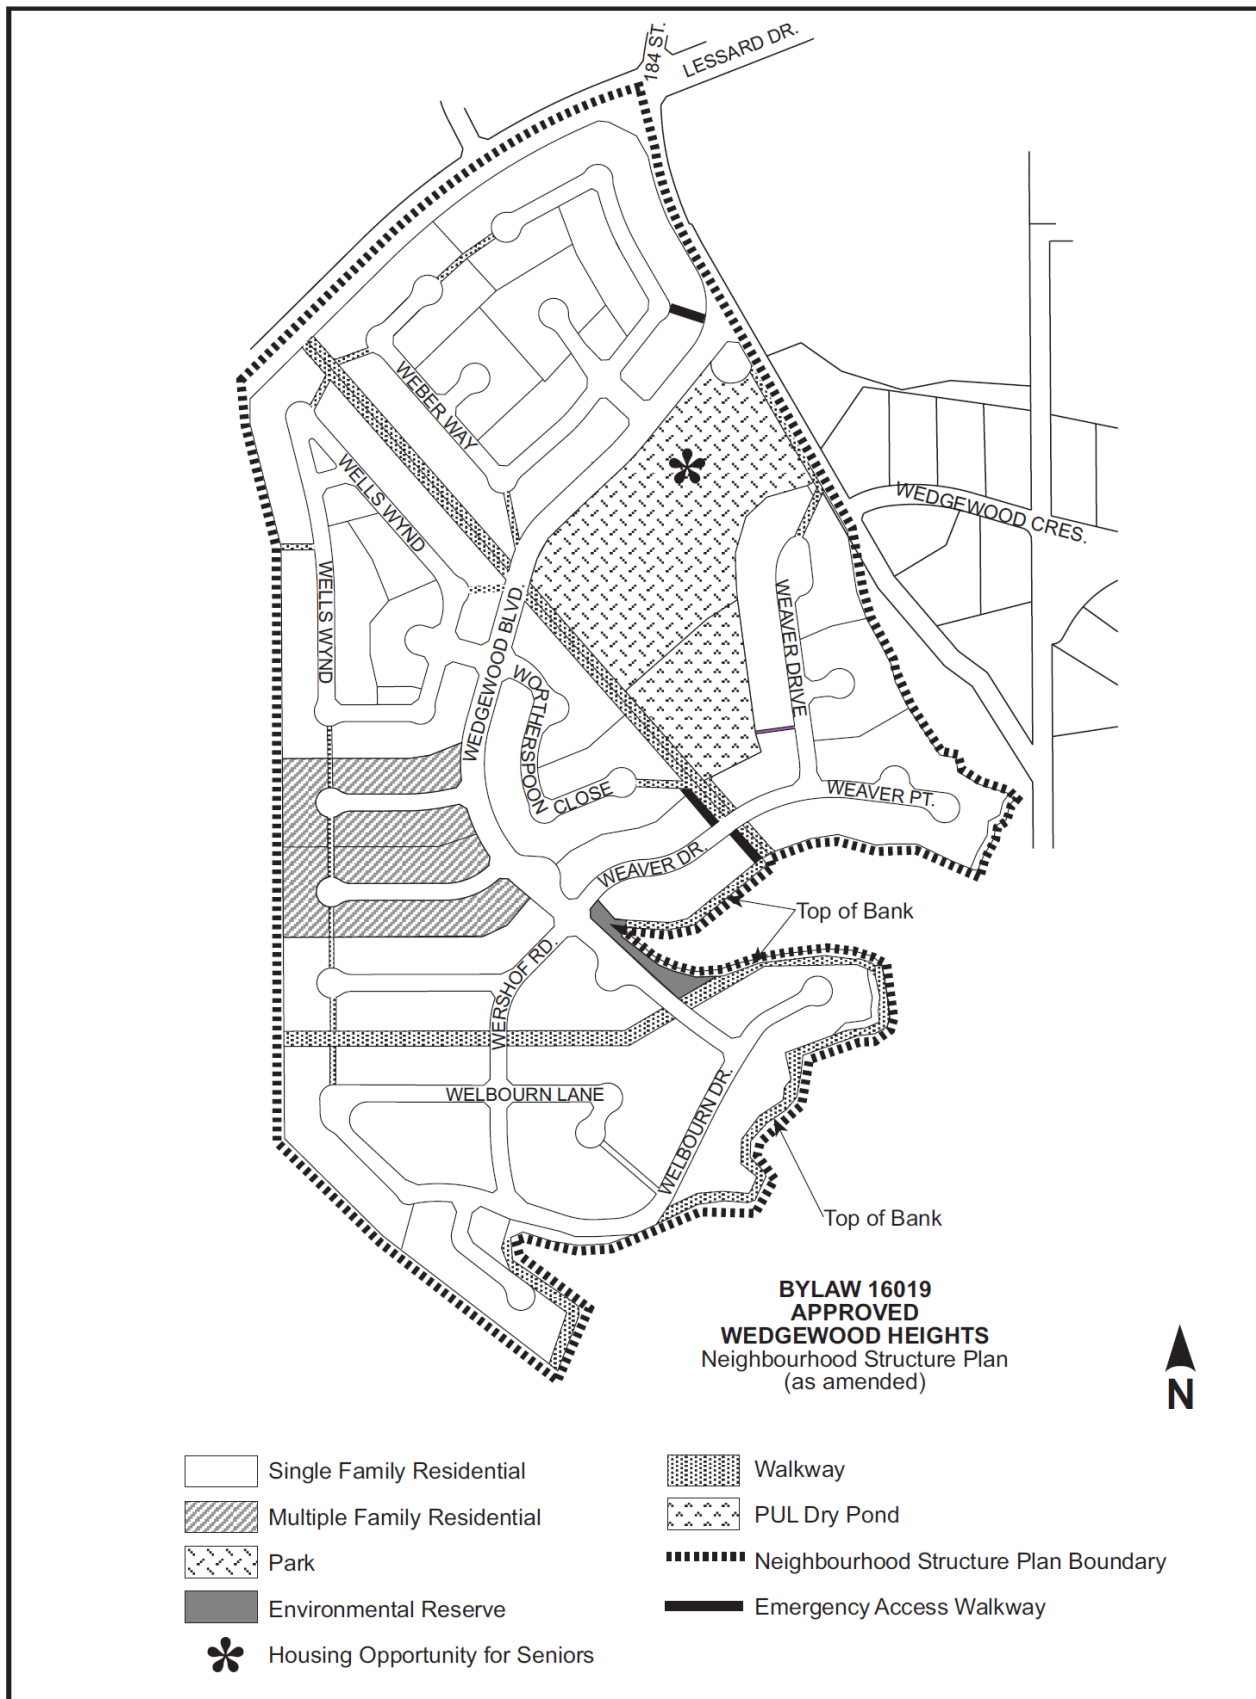 184 ST.
LESSARD DR.
WEBER WAY
WELLS WYND
WEDGEWOOD CRES.
WELLS WYND
WEDGEWOOD BLVD.
WEAVER DRIVE
WORTHERSPOON
CLOSE
WEAVER PT.
WEAVER DR.
Top of Bank
WERSHOF RD.
WELBOURN LANE
WELBOURN DR.
Top of Bank
BYLAW 16019
APPROVED
WEDGEWOOD HEIGHTS
Neighbourhood Structure Plan
(as amended)
N
Single Family Residential
Multiple Family Residential
Park
Environmental Reserve
Housing Opportunity for Seniors
Walkway
PUL Dry Pond
Neighbourhood Structure Plan Boundary
Emergency Access Walkway